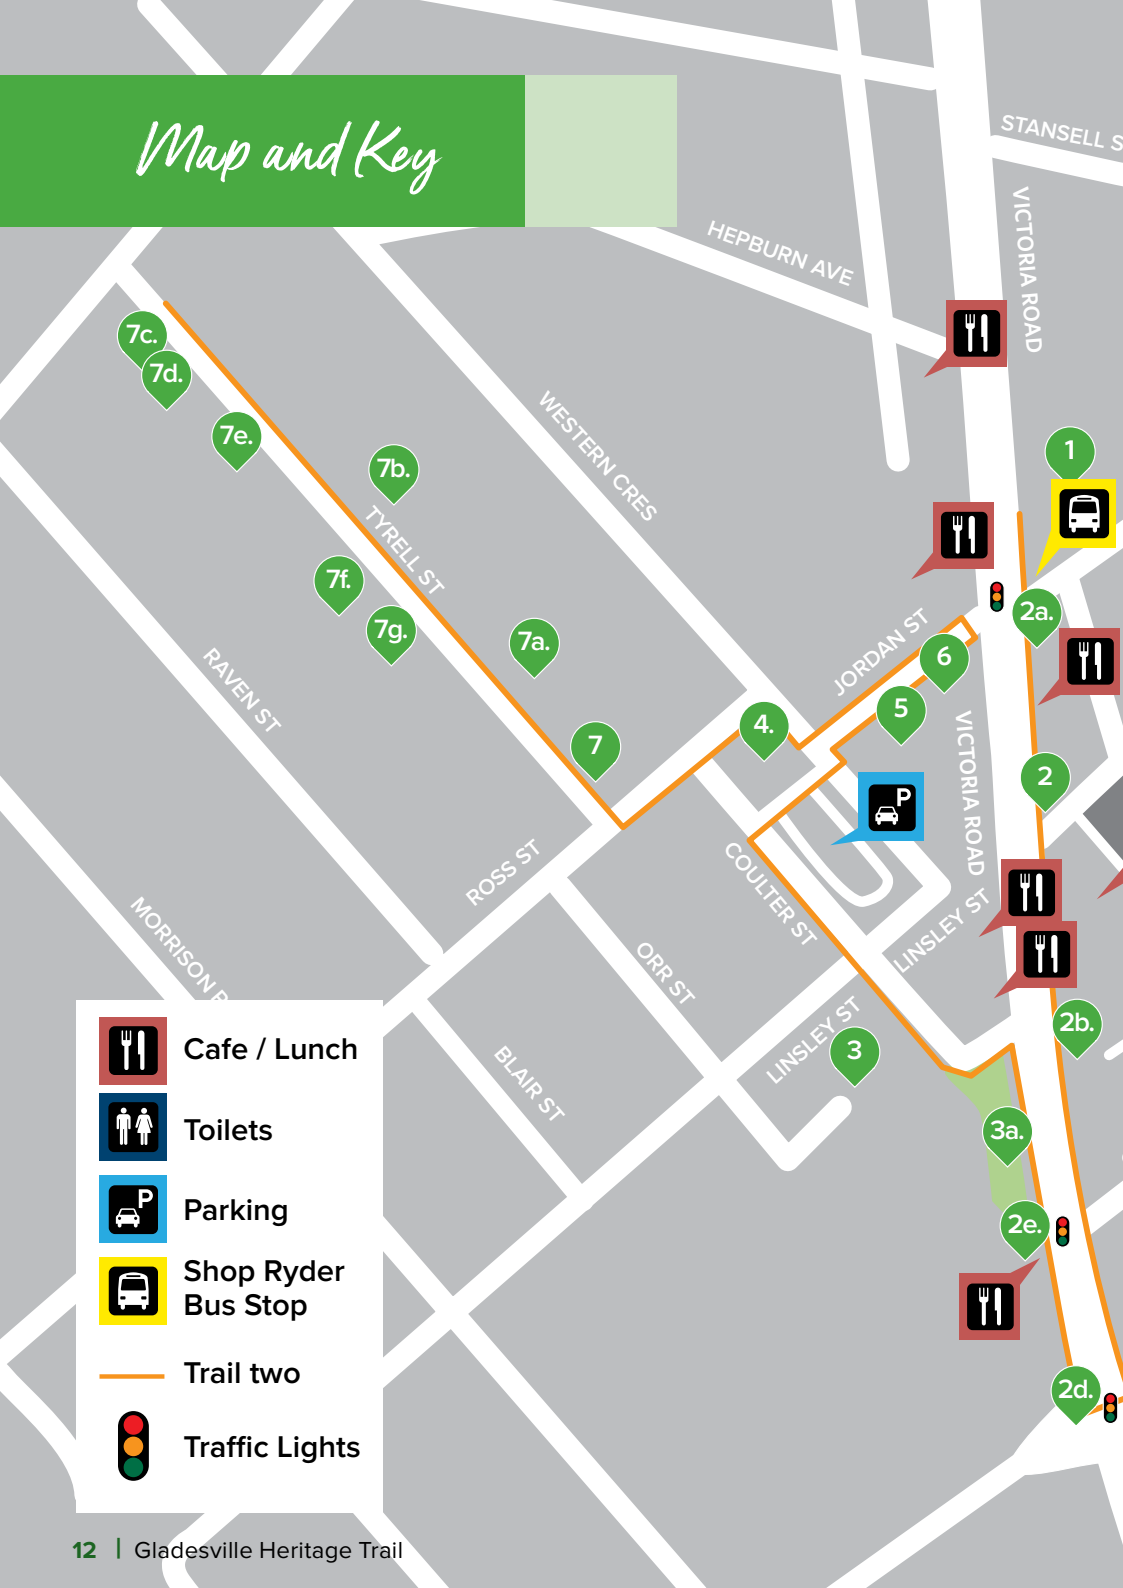 Map and Key
STANSELL S
VICTORIA ROAD
HEPBURN AVE
7c.
7d.
7e.
7b.
WESTERN CRES
1
TYRELL ST
7f.
7g.
7a.
2a.
JORDAN ST
6
5
4.
7
RAVEN ST
VICTORIA ROAD
2
P
ROSS ST
COULTER ST
LINSLEY ST
MORRISON R
ORR ST
LINSLEY ST
3
2b.
BLAIR ST
3a.
2e.
2d.
Cafe / Lunch
Toilets
P
Parking
Shop Ryder
Bus Stop
Trail two
Traffic Lights
12 | Gladesville Heritage Trail